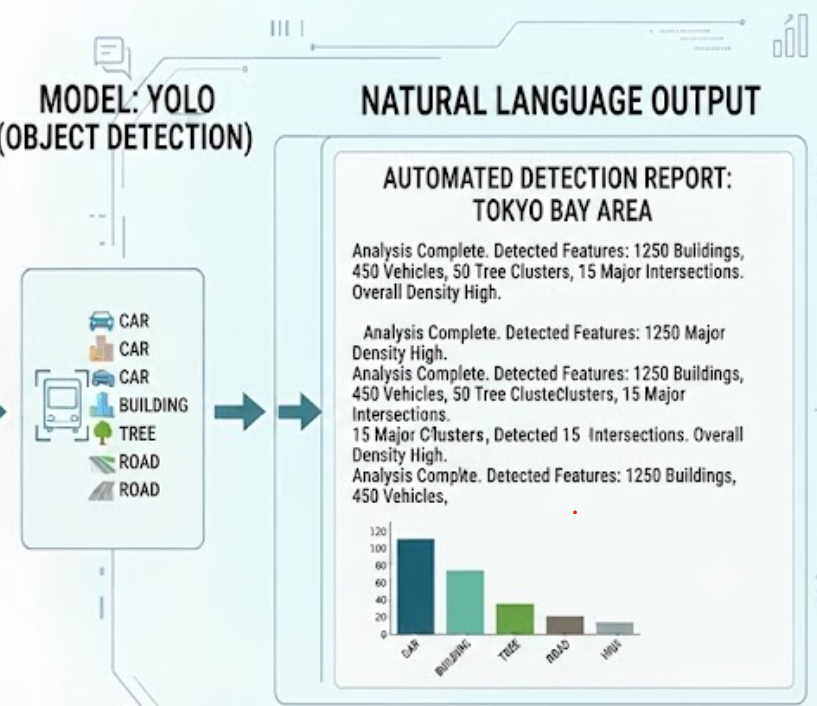 MODEL: YOLO
(OBJECT DETECTION)
CAR
CAR
CAR
BUILDING
TREE
ROAD
ROAD
NATURAL LANGUAGE OUTPUT
AUTOMATED DETECTION REPORT:
TOKYO BAY AREA
Analysis Complete. Detected Features: 1250 Buildings,
450 Vehicles, 50 Tree Clusters, 15 Major Intersections.
Overall Density High.
Analysis Complete. Detected Features: 1250 Major
Density High.
Analysis Complete. Detected Features: 1250 Buildings,
450 Vehicles, 50 Tree ClusteClusters, 15 Major
Intersections.
15 Major Clusters, Detected 15 Intersections. Overall
Density High.
Analysis Complte. Detected Features: 1250 Buildings,
450 Vehicles,
120
100
80
60
40
20
0
CAR
BUILDING
TREE
ROAD